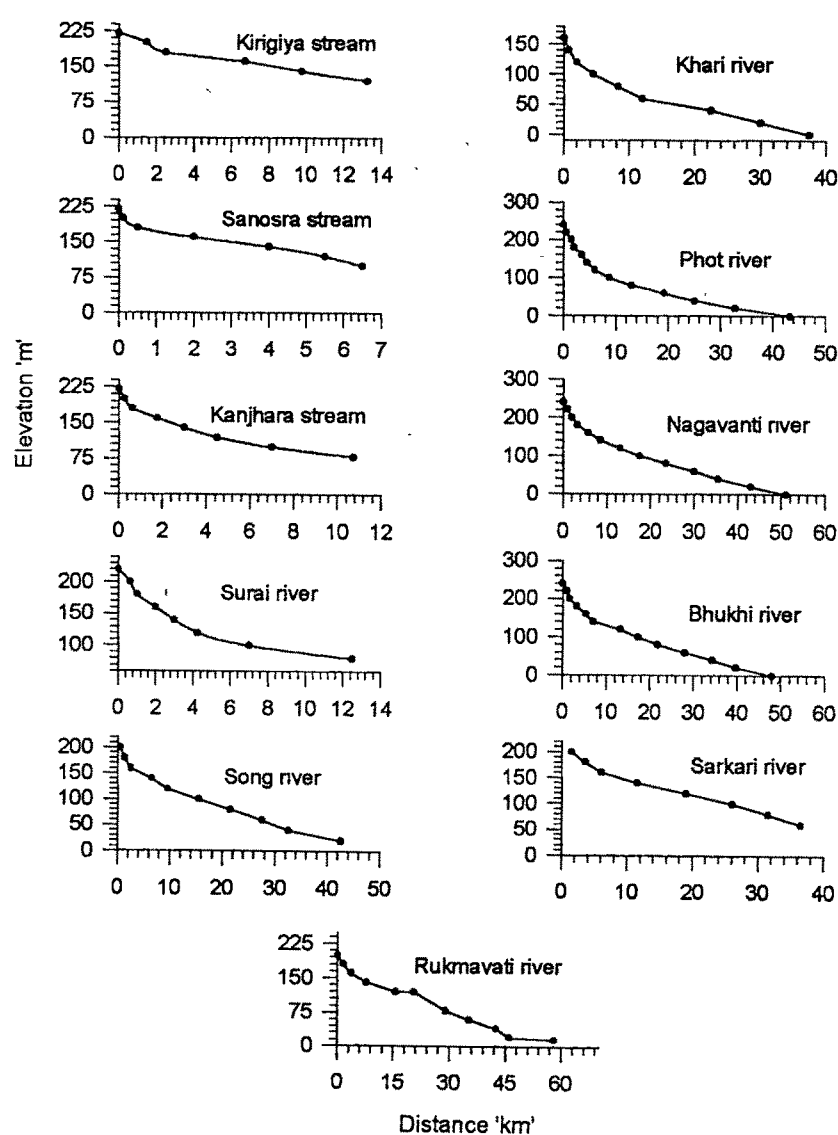 Elevation 'm'
225
150
75
0
Kirigiya stream
0 2 4 6 8 10 12 14
225
150
75
0
Sanosra stream
0 1 2 3 4 5 6 7
225
150
75
0
Kanjhara stream
0 2 4 6 8 10 12
200
150
100
Surai river
0 2 4 6 8 10 12 14
200
150
100
50
0
Song river
0 10 20 30 40 50
150
100
50
0
Khari river
0 10 20 30 40
300
200
100
0
Phot river
0 10 20 30 40 50
300
200
100
0
Nagavanti river
0 10 20 30 40 50 60
300
200
100
0
Bhukhi river
0 10 20 30 40 50 60
200
150
100
50
0
Sarkari river
0 10 20 30 40
225
150
75
0
Rukmavati river
0 15 30 45 60
Distance 'km'